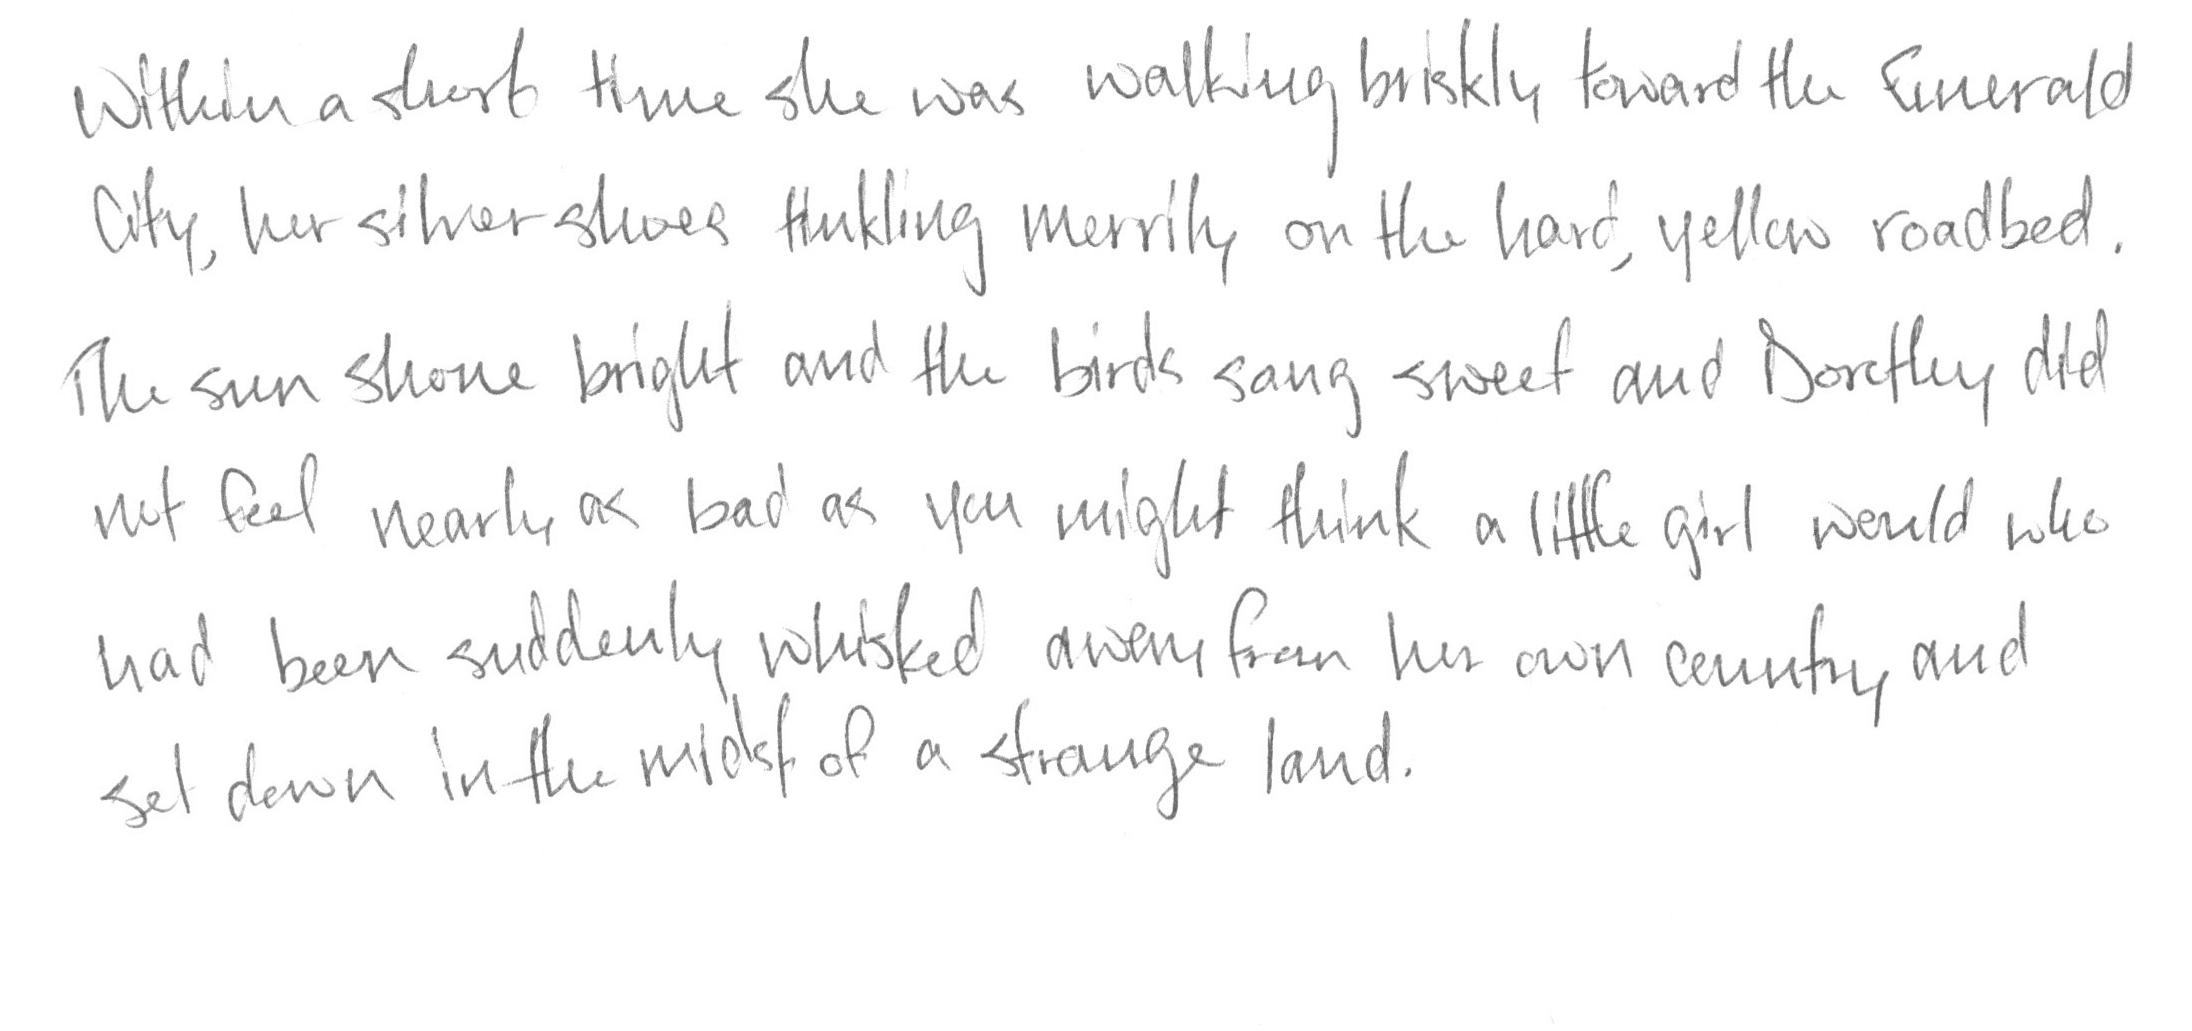 Within a short time she was walking briskly toward the Emerald
City, her silver shoes tinkling merrily on the hard, yellow roadbed.
The sun shone bright and the birds sang sweet and Dorothy did
not feel nearly as bad as you might think a little girl would who
had been suddenly whisked away from her own country and
set down in the midst of a strange land.